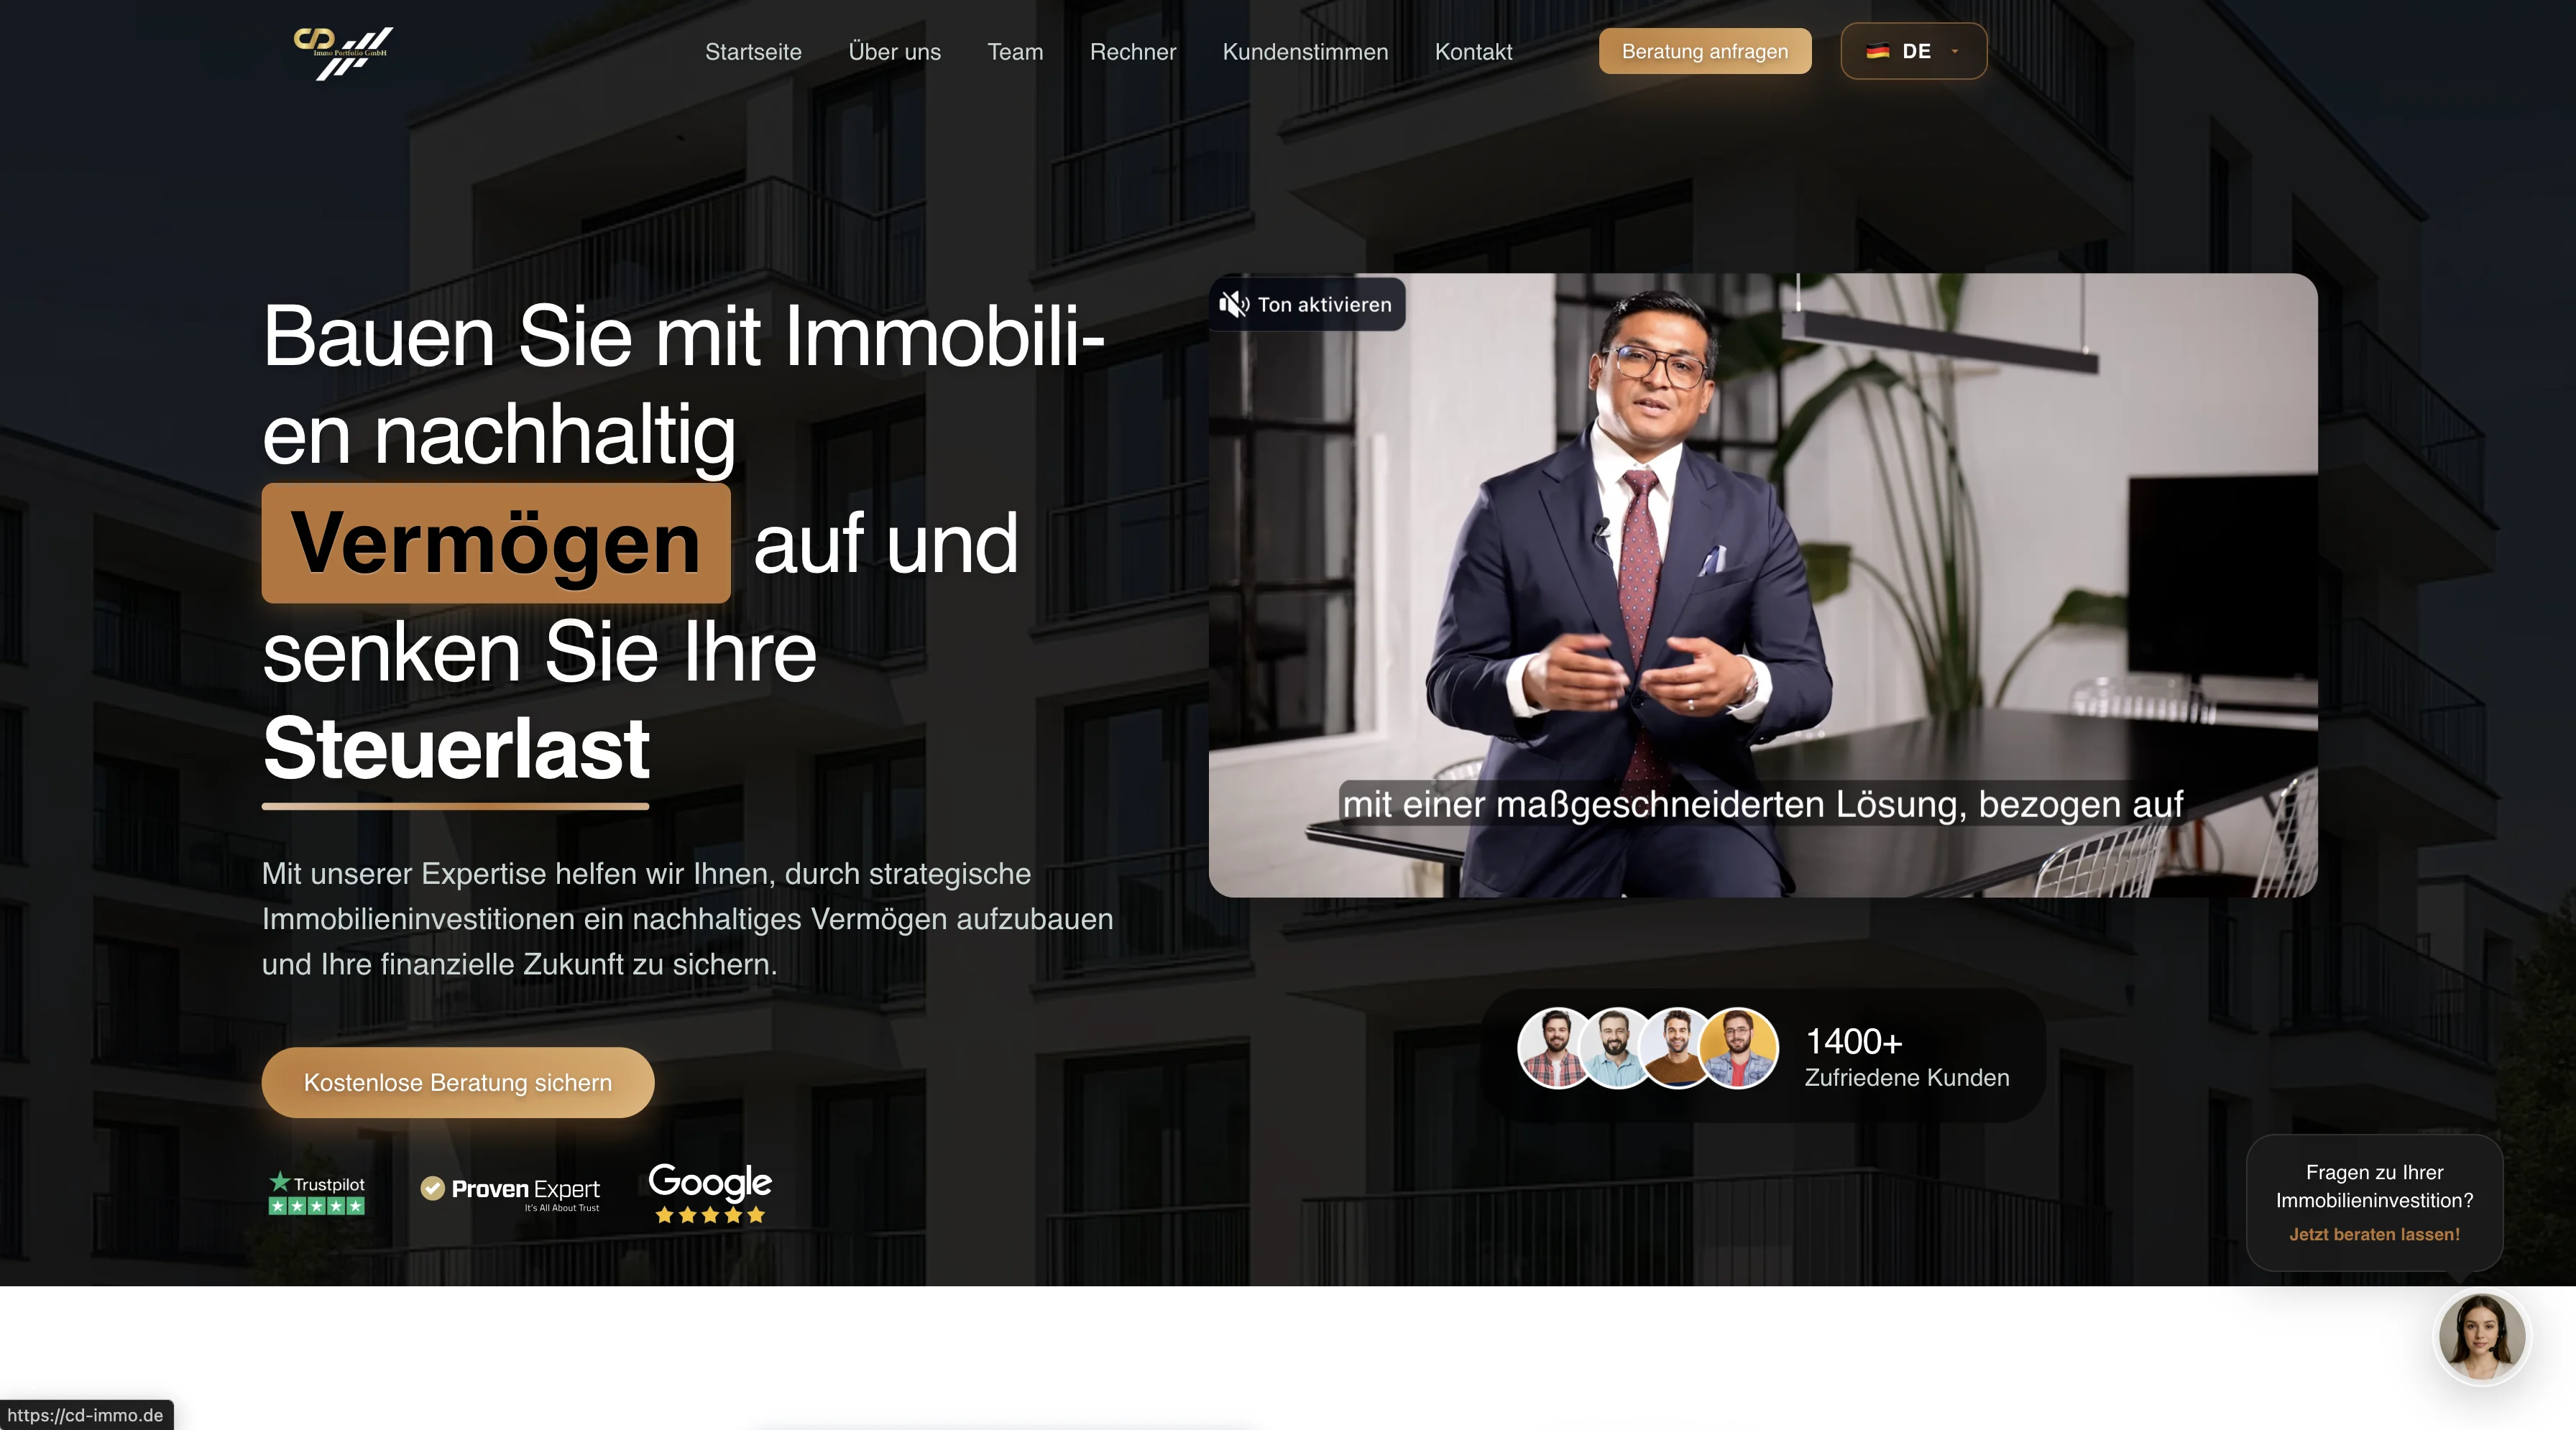 CD
Immo Portfolio GmbH
Startseite
Über uns
Team
Rechner
Kundenstimmen
Kontakt
Beratung anfragen
DE
Bauen Sie mit Immobili-
en nachhaltig
Vermögen auf und
senken Sie Ihre
Steuerlast
Mit unserer Expertise helfen wir Ihnen, durch strategische
Immobilieninvestitionen ein nachhaltiges Vermögen aufzubauen
und Ihre finanzielle Zukunft zu sichern.
Kostenlose Beratung sichern
Trustpilot
Proven Expert
It's All About Trust
Google
Ton aktivieren
mit einer maßgeschneiderten Lösung, bezogen auf
1400+
Zufriedene Kunden
Fragen zu Ihrer
Immobilieninvestition?
Jetzt beraten lassen!
https://cd-immo.de